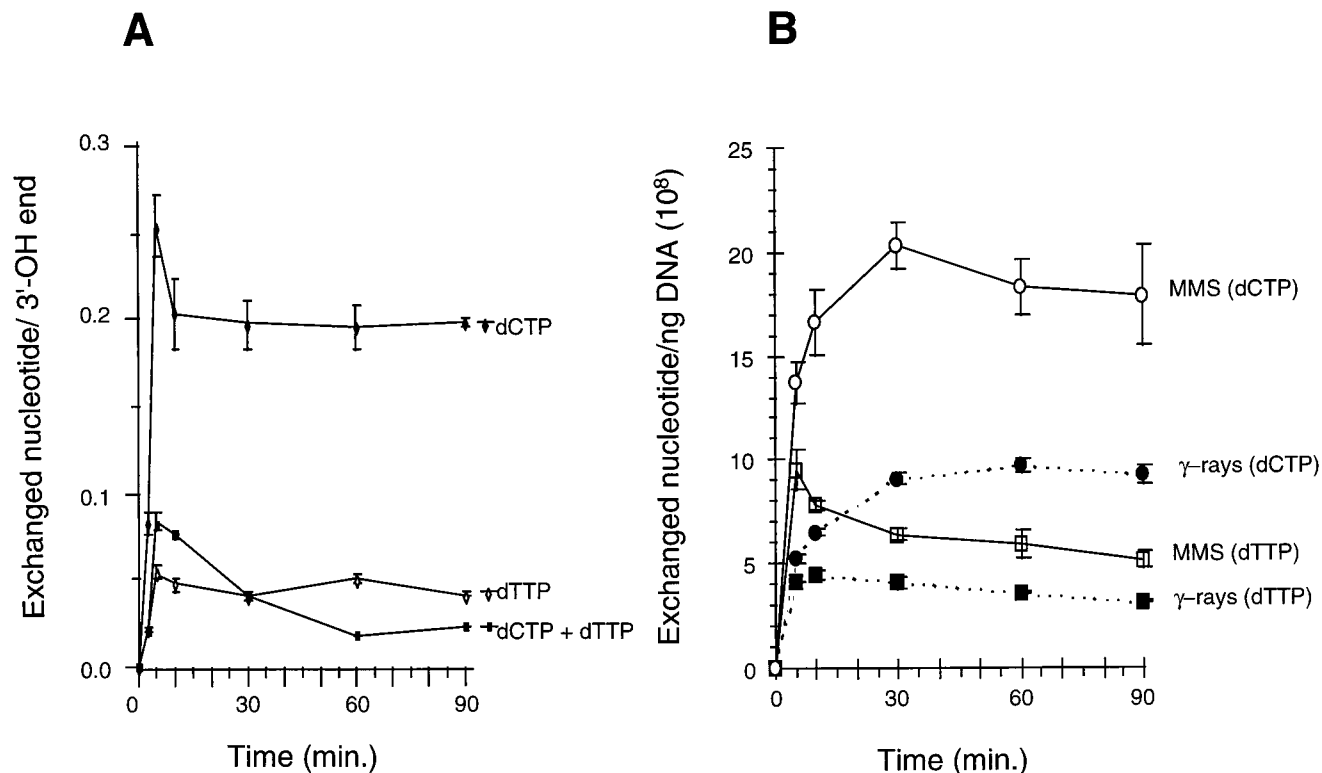 A
Exchanged nucleotide/ 3'-OH end
0.3
0.2
0.1
0.0
0
30
60
90
Time (min.)
dCTP
dTTP
dCTP + dTTP
B
Exchanged nucleotide/ng DNA (10⁸)
25
20
15
10
5
0
0
30
60
90
Time (min.)
MMS (dCTP)
γ–rays (dCTP)
MMS (dTTP)
γ–rays (dTTP)